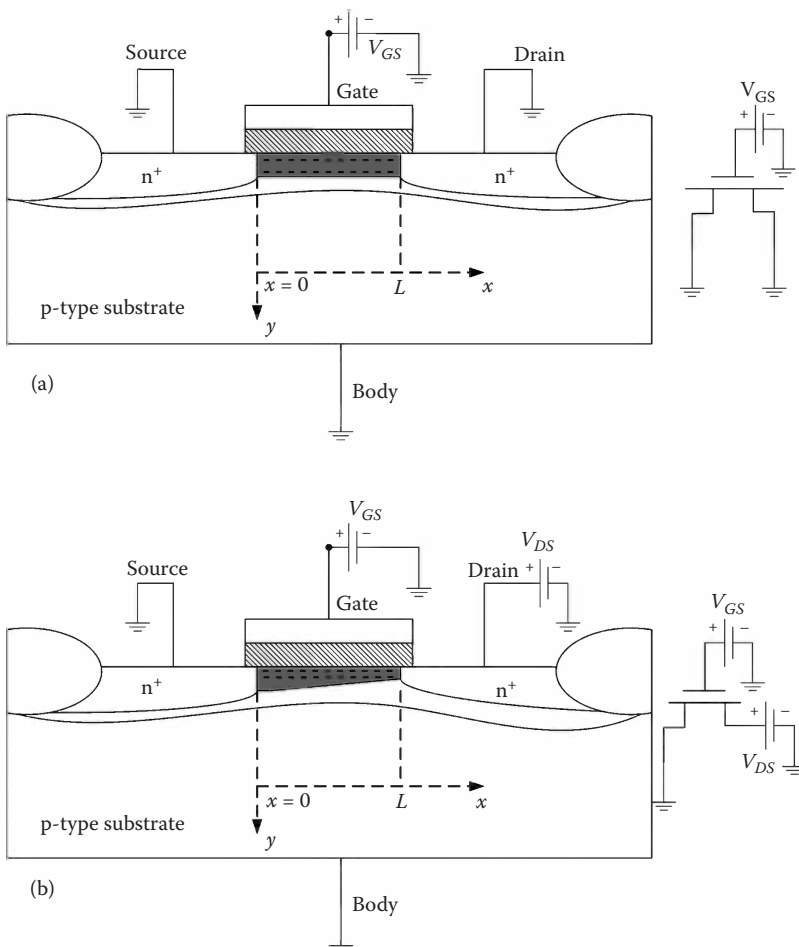 + −
V_GS
Source
Drain
Gate
V_GS
+ −
n⁺
n⁺
x = 0
L
x
p-type substrate
y
(a)
Body
V_GS
+ −
V_DS
Source
Drain
+ −
Gate
V_GS
+ −
n⁺
n⁺
+ −
V_DS
x = 0
L
x
p-type substrate
y
(b)
Body